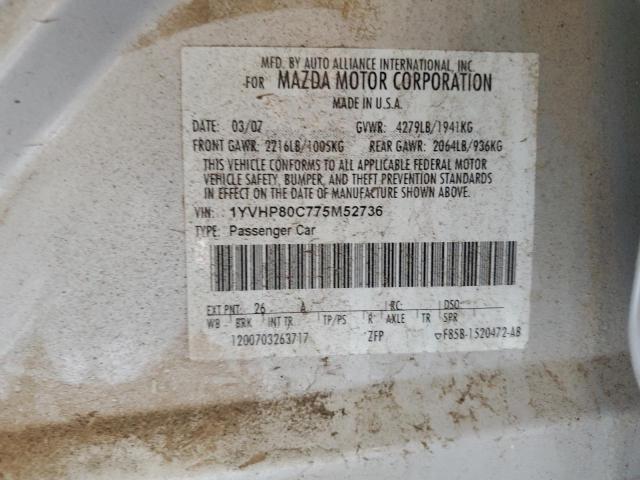 MFD. BY AUTO ALLIANCE INTERNATIONAL, INC.
FOR MAZDA MOTOR CORPORATION
MADE IN U.S.A.
DATE: 03/07 GVWR: 4279LB/1941KG
FRONT GAWR: 2216LB/1005KG REAR GAWR: 2064LB/936KG
THIS VEHICLE CONFORMS TO ALL APPLICABLE FEDERAL MOTOR
VEHICLE SAFETY, BUMPER, AND THEFT PREVENTION STANDARDS
IN EFFECT ON THE DATE OF MANUFACTURE SHOWN ABOVE.
VIN: 1YVHP80C775M52736
TYPE: Passenger Car
EXT PNT: 26 A RC: DSO:
WB BRK INT TR TP/PS R AXLE TR SPR
1200703263717 ZFP F85B-1520472-AB